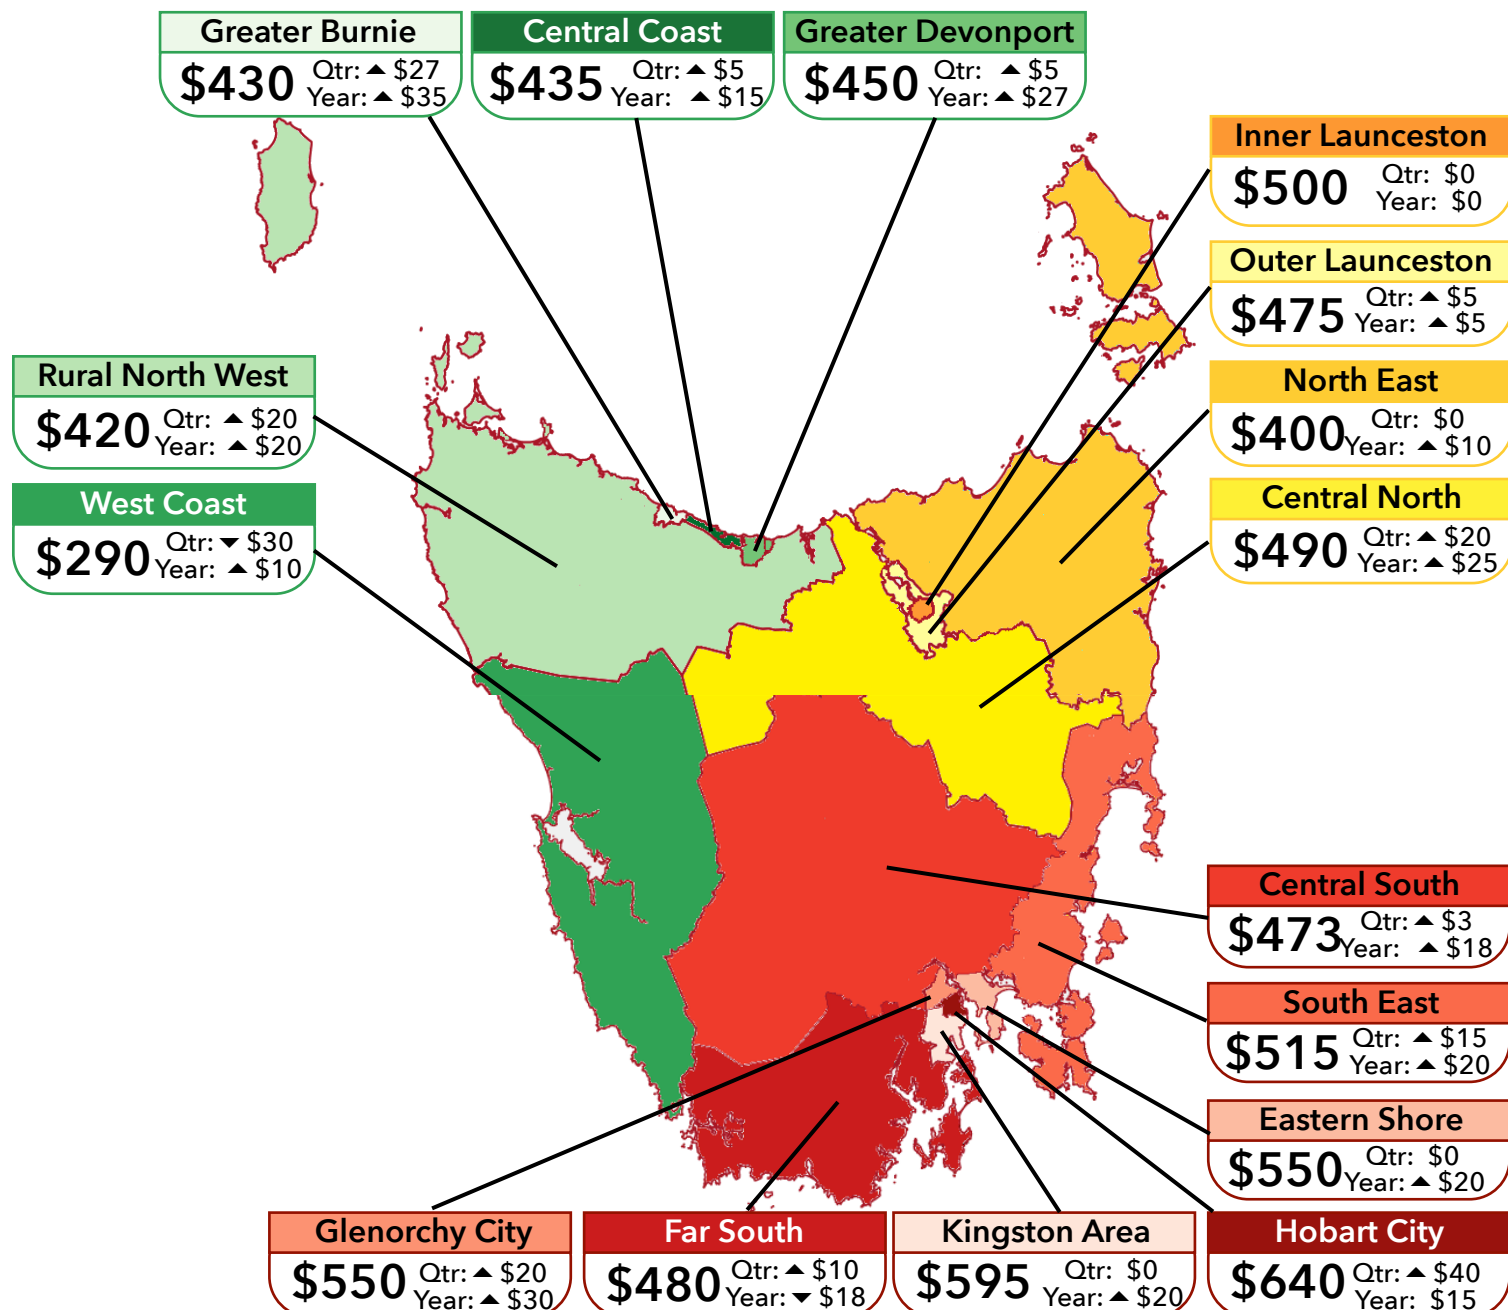 Greater Burnie
$430 Qtr: ▲ $27
Year: ▲ $35
Central Coast
$435 Qtr: ▲ $5
Year: ▲ $15
Greater Devonport
$450 Qtr: ▲ $5
Year: ▲ $27
Inner Launceston
$500 Qtr: $0
Year: $0
Outer Launceston
$475 Qtr: ▲ $5
Year: ▲ $5
Rural North West
$420 Qtr: ▲ $20
Year: ▲ $20
North East
$400 Qtr: $0
Year: ▲ $10
West Coast
$290 Qtr: ▼ $30
Year: ▲ $10
Central North
$490 Qtr: ▲ $20
Year: ▲ $25
Central South
$473 Qtr: ▲ $3
Year: ▲ $18
South East
$515 Qtr: ▲ $15
Year: ▲ $20
Eastern Shore
$550 Qtr: $0
Year: ▲ $20
Glenorchy City
$550 Qtr: ▲ $20
Year: ▲ $30
Far South
$480 Qtr: ▲ $10
Year: ▼ $18
Kingston Area
$595 Qtr: $0
Year: ▲ $20
Hobart City
$640 Qtr: ▲ $40
Year: $15